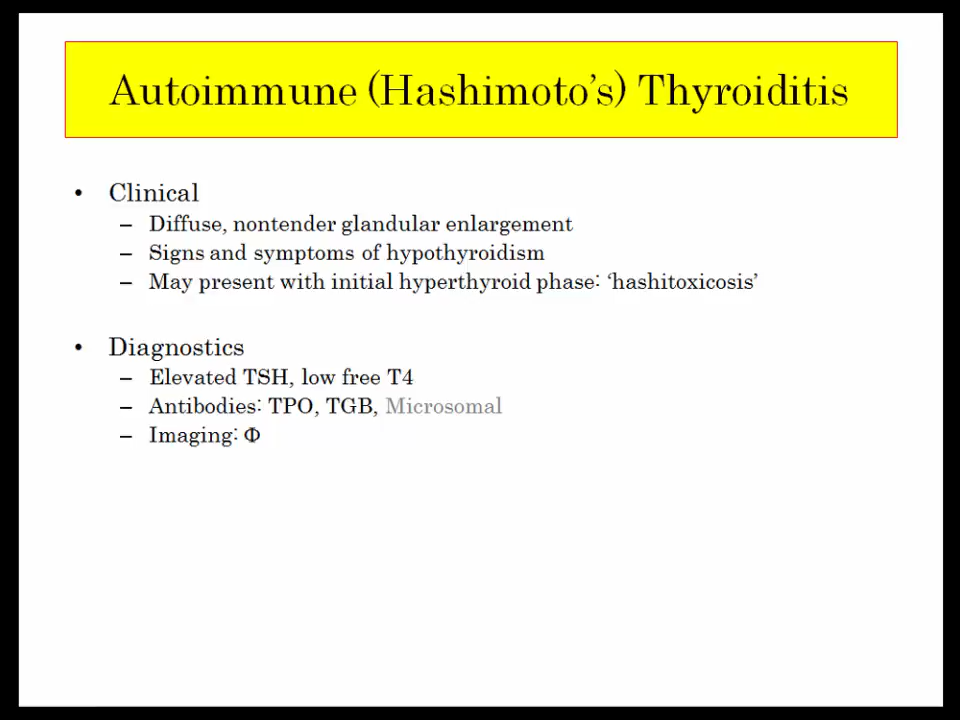 Autoimmune (Hashimoto’s) Thyroiditis
• Clinical
– Diffuse, nontender glandular enlargement
– Signs and symptoms of hypothyroidism
– May present with initial hyperthyroid phase: ‘hashitoxicosis’
• Diagnostics
– Elevated TSH, low free T4
– Antibodies: TPO, TGB, Microsomal
– Imaging: Φ